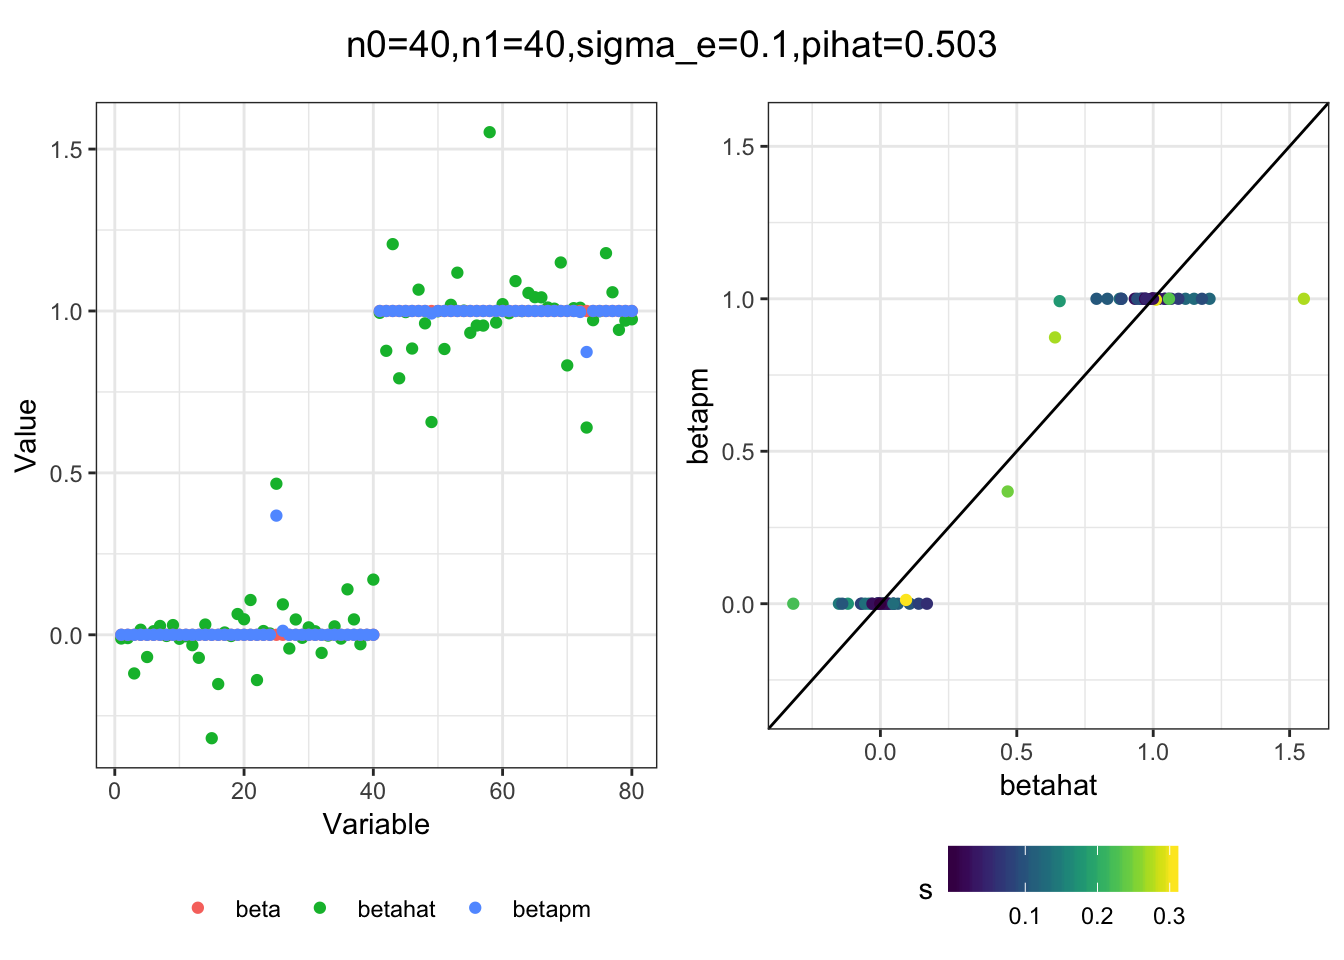 n0=40,n1=40,sigma_e=0.1,pihat=0.503
Value
1.5
1.0
0.5
0.0
0 20 40 60 80
Variable
beta betahat betapm
betapm
1.5
1.0
0.5
0.0
0.0 0.5 1.0 1.5
betahat
s
0.1 0.2 0.3